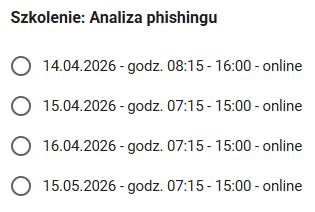 Szkolenie: Analiza phishingu
14.04.2026 - godz. 08:15 - 16:00 - online
15.04.2026 - godz. 07:15 - 15:00 - online
16.04.2026 - godz. 07:15 - 15:00 - online
15.05.2026 - godz. 07:15 - 15:00 - online